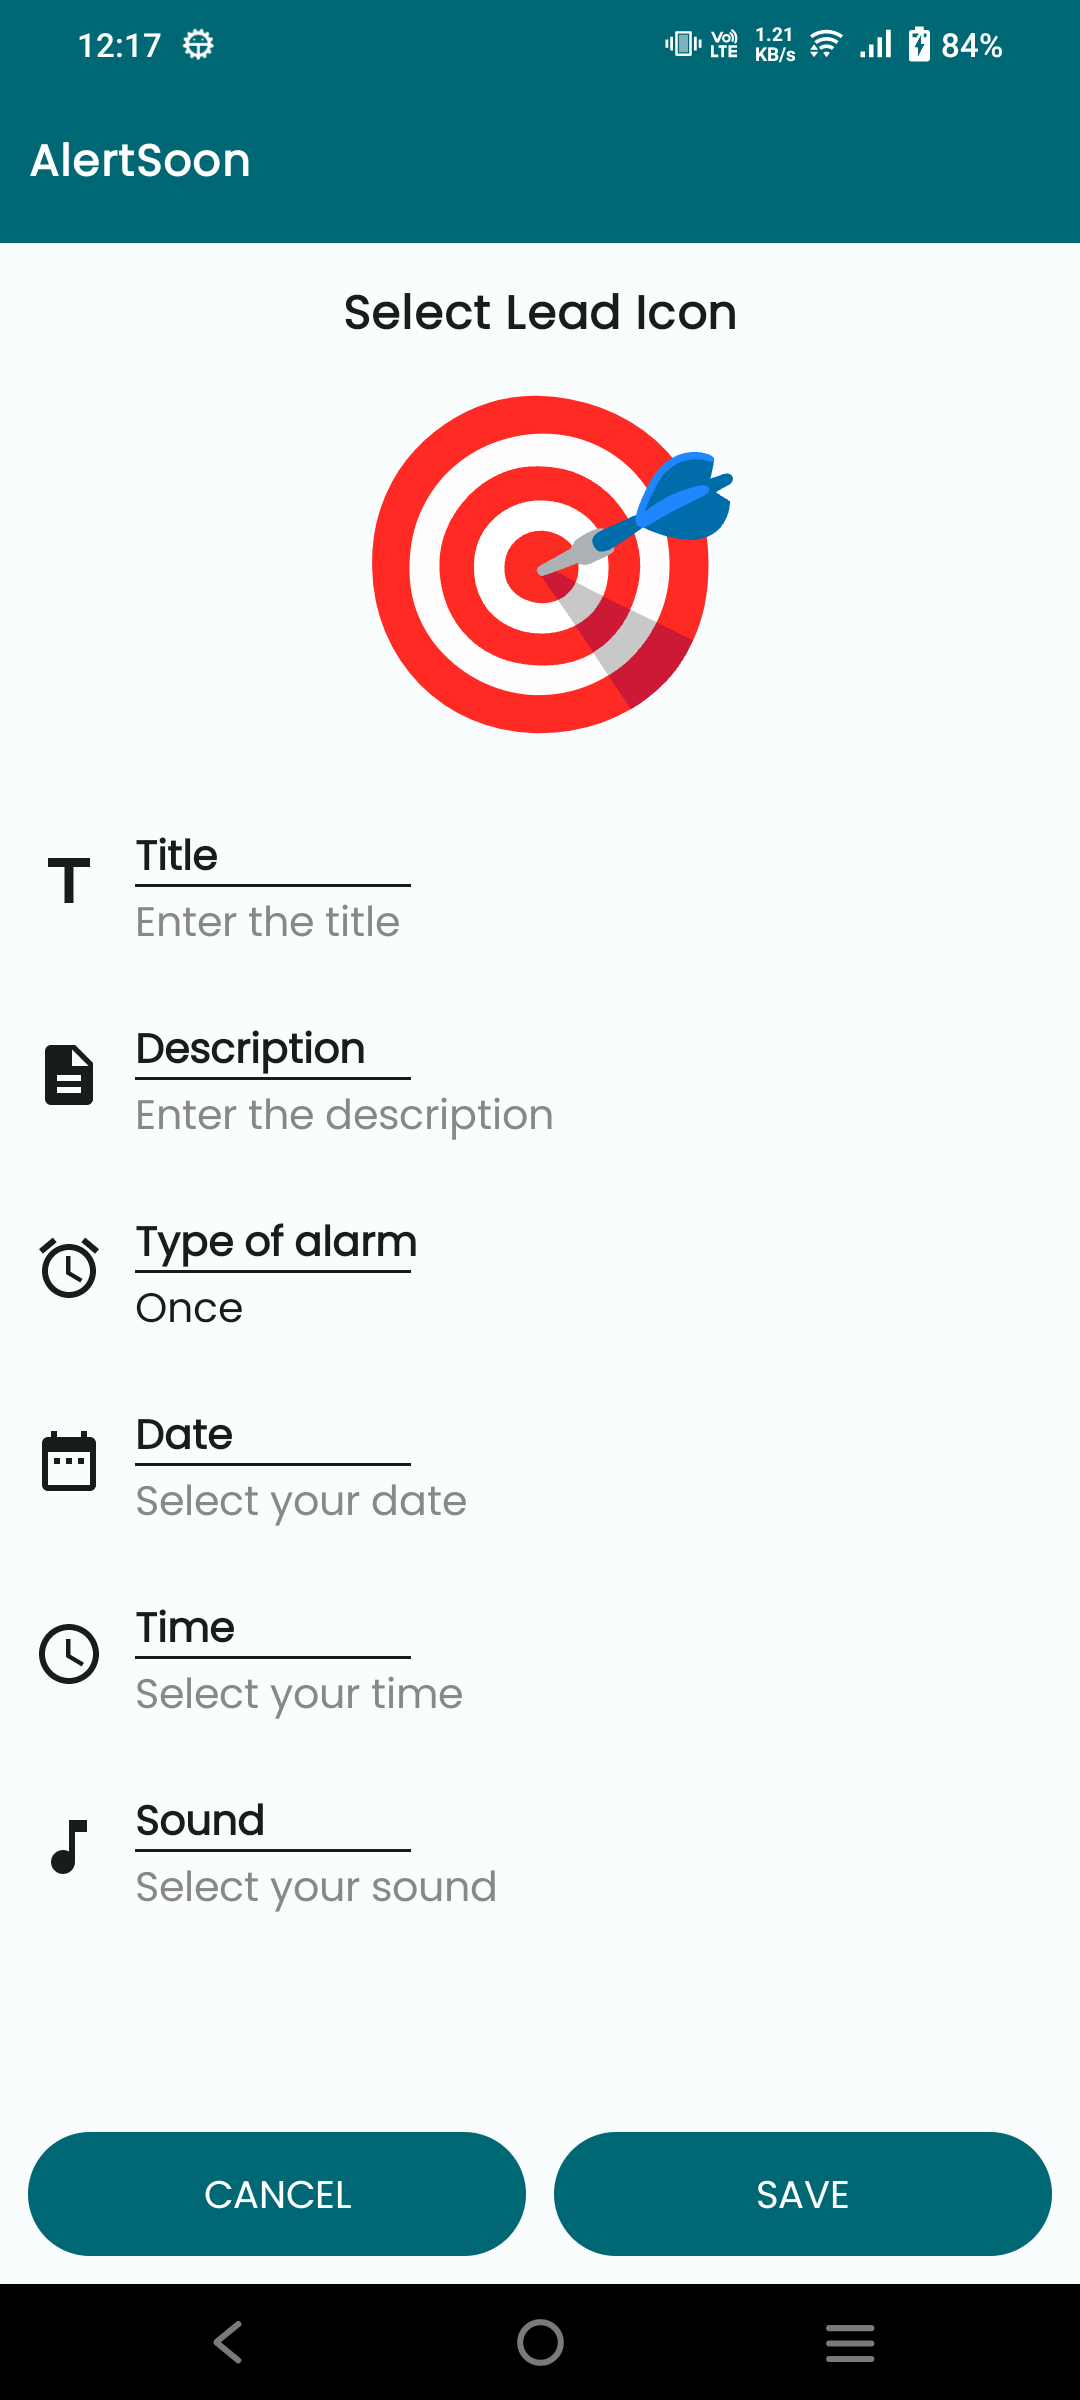 12:17 VoLTE 1.21 KB/s 84%
AlertSoon
Select Lead Icon
Title
Enter the title
Description
Enter the description
Type of alarm
Once
Date
Select your date
Time
Select your time
Sound
Select your sound
CANCEL SAVE